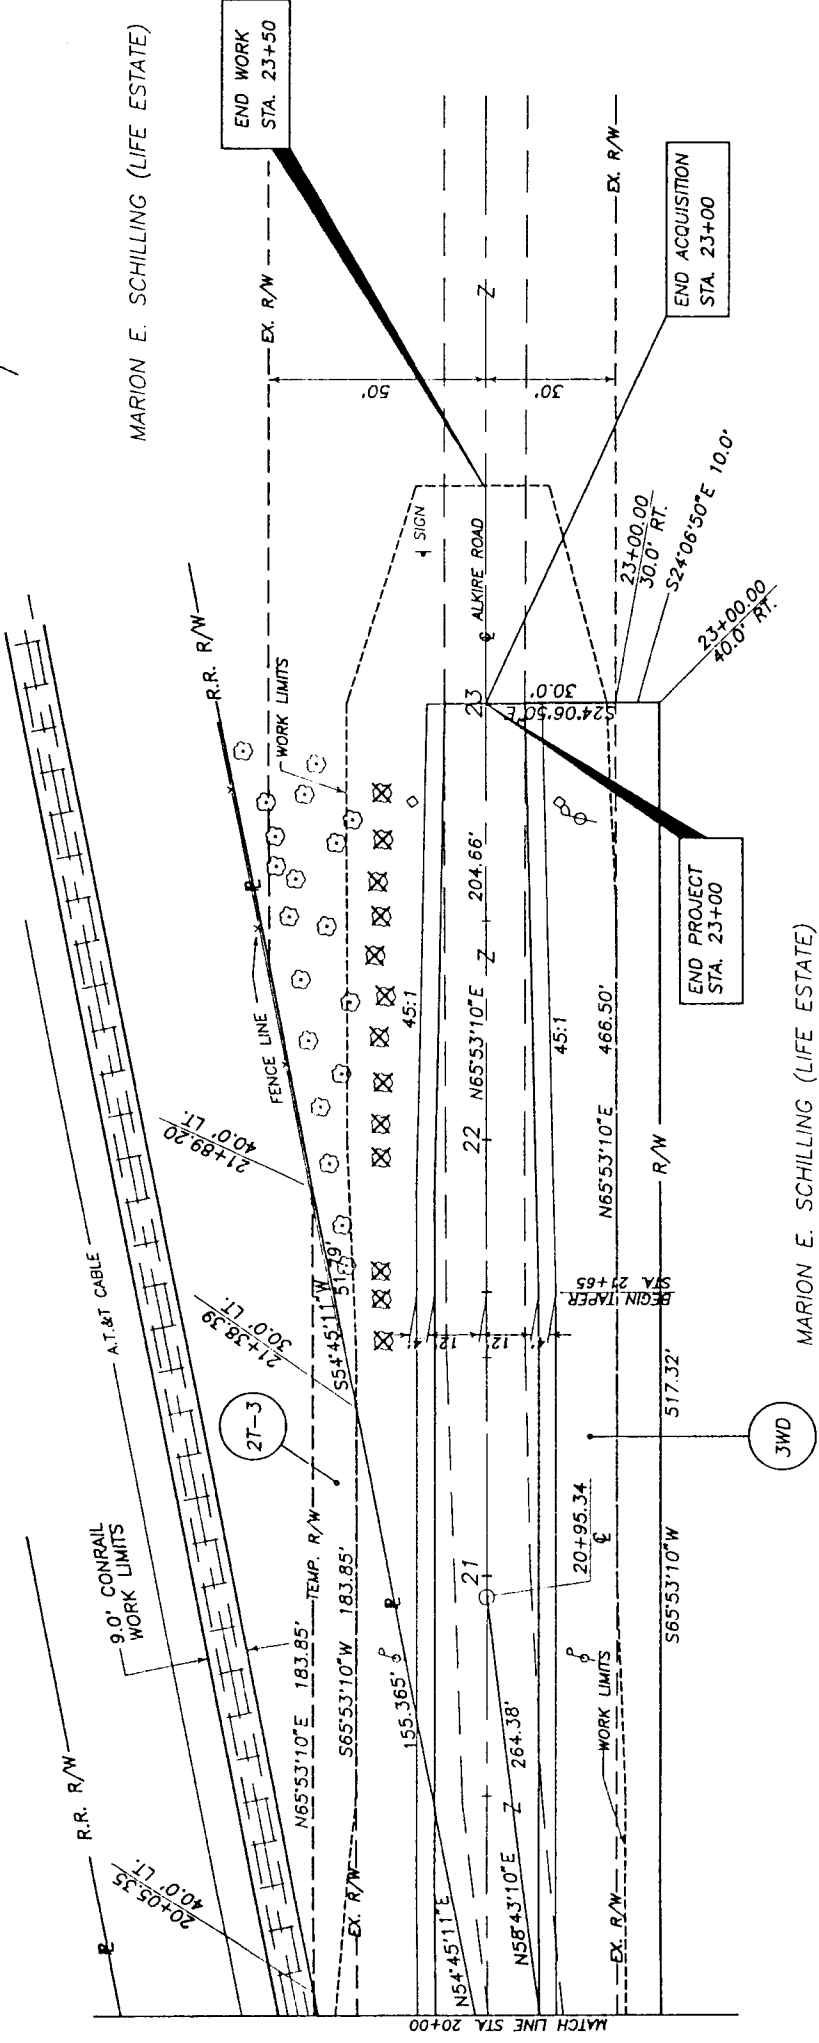 MARION E. SCHILLING (LIFE ESTATE)
END WORK
STA. 23+50
EX. R/W
50'
30'
EX. R/W
END ACQUISITION
STA. 23+00
SIGN
℄ ALKIRE ROAD
23+00.00
30.0' RT.
S24°06'50"E 10.0'
23+00.00
40.0' RT.
R.R. R/W
WORK LIMITS
23
S24°06'50"E
30.0'
END PROJECT
STA. 23+00
204.66'
N65°53'10"E
Z
Z
22
45:1
45:1
FENCE LINE
N65°53'10"E 466.50'
R/W
MARION E. SCHILLING (LIFE ESTATE)
21+89.20
40.0' LT.
21+38.39
30.0' LT.
S54°45'11"W
51.79'
A.T.&T CABLE
BEGIN TAPER
STA. 21+65
4'
12'
12'
4'
517.32'
2T-3
3WD
9.0' CONRAIL
WORK LIMITS
TEMP. R/W
N65°53'10"E 183.85'
S65°53'10"W 183.85'
21
20+95.34
℄
S65°53'10"W
155.365'
P
P
264.38'
Z
WORK LIMITS
R.R. R/W
20+05.35
40.0' LT.
EX. R/W
N54°45'11"E
N58°43'10"E
EX. R/W
MATCH LINE STA. 20+00